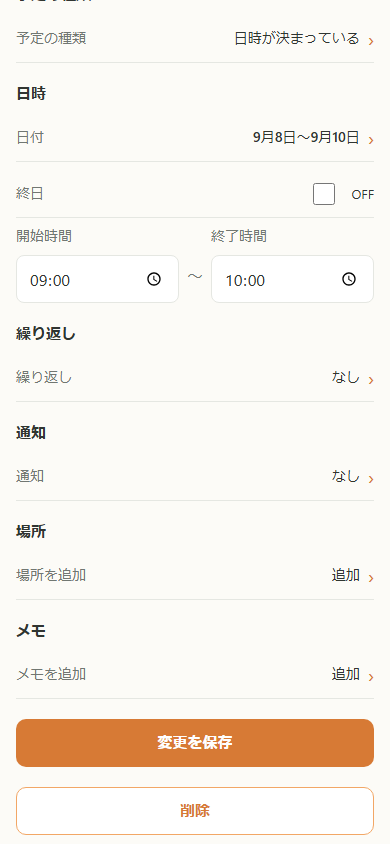 予定の種類
日時が決まっている
日時
日付
9月8日～9月10日
終日
OFF
開始時間
終了時間
09:00
～
10:00
繰り返し
繰り返し
なし
通知
通知
なし
場所
場所を追加
追加
メモ
メモを追加
追加
変更を保存
削除